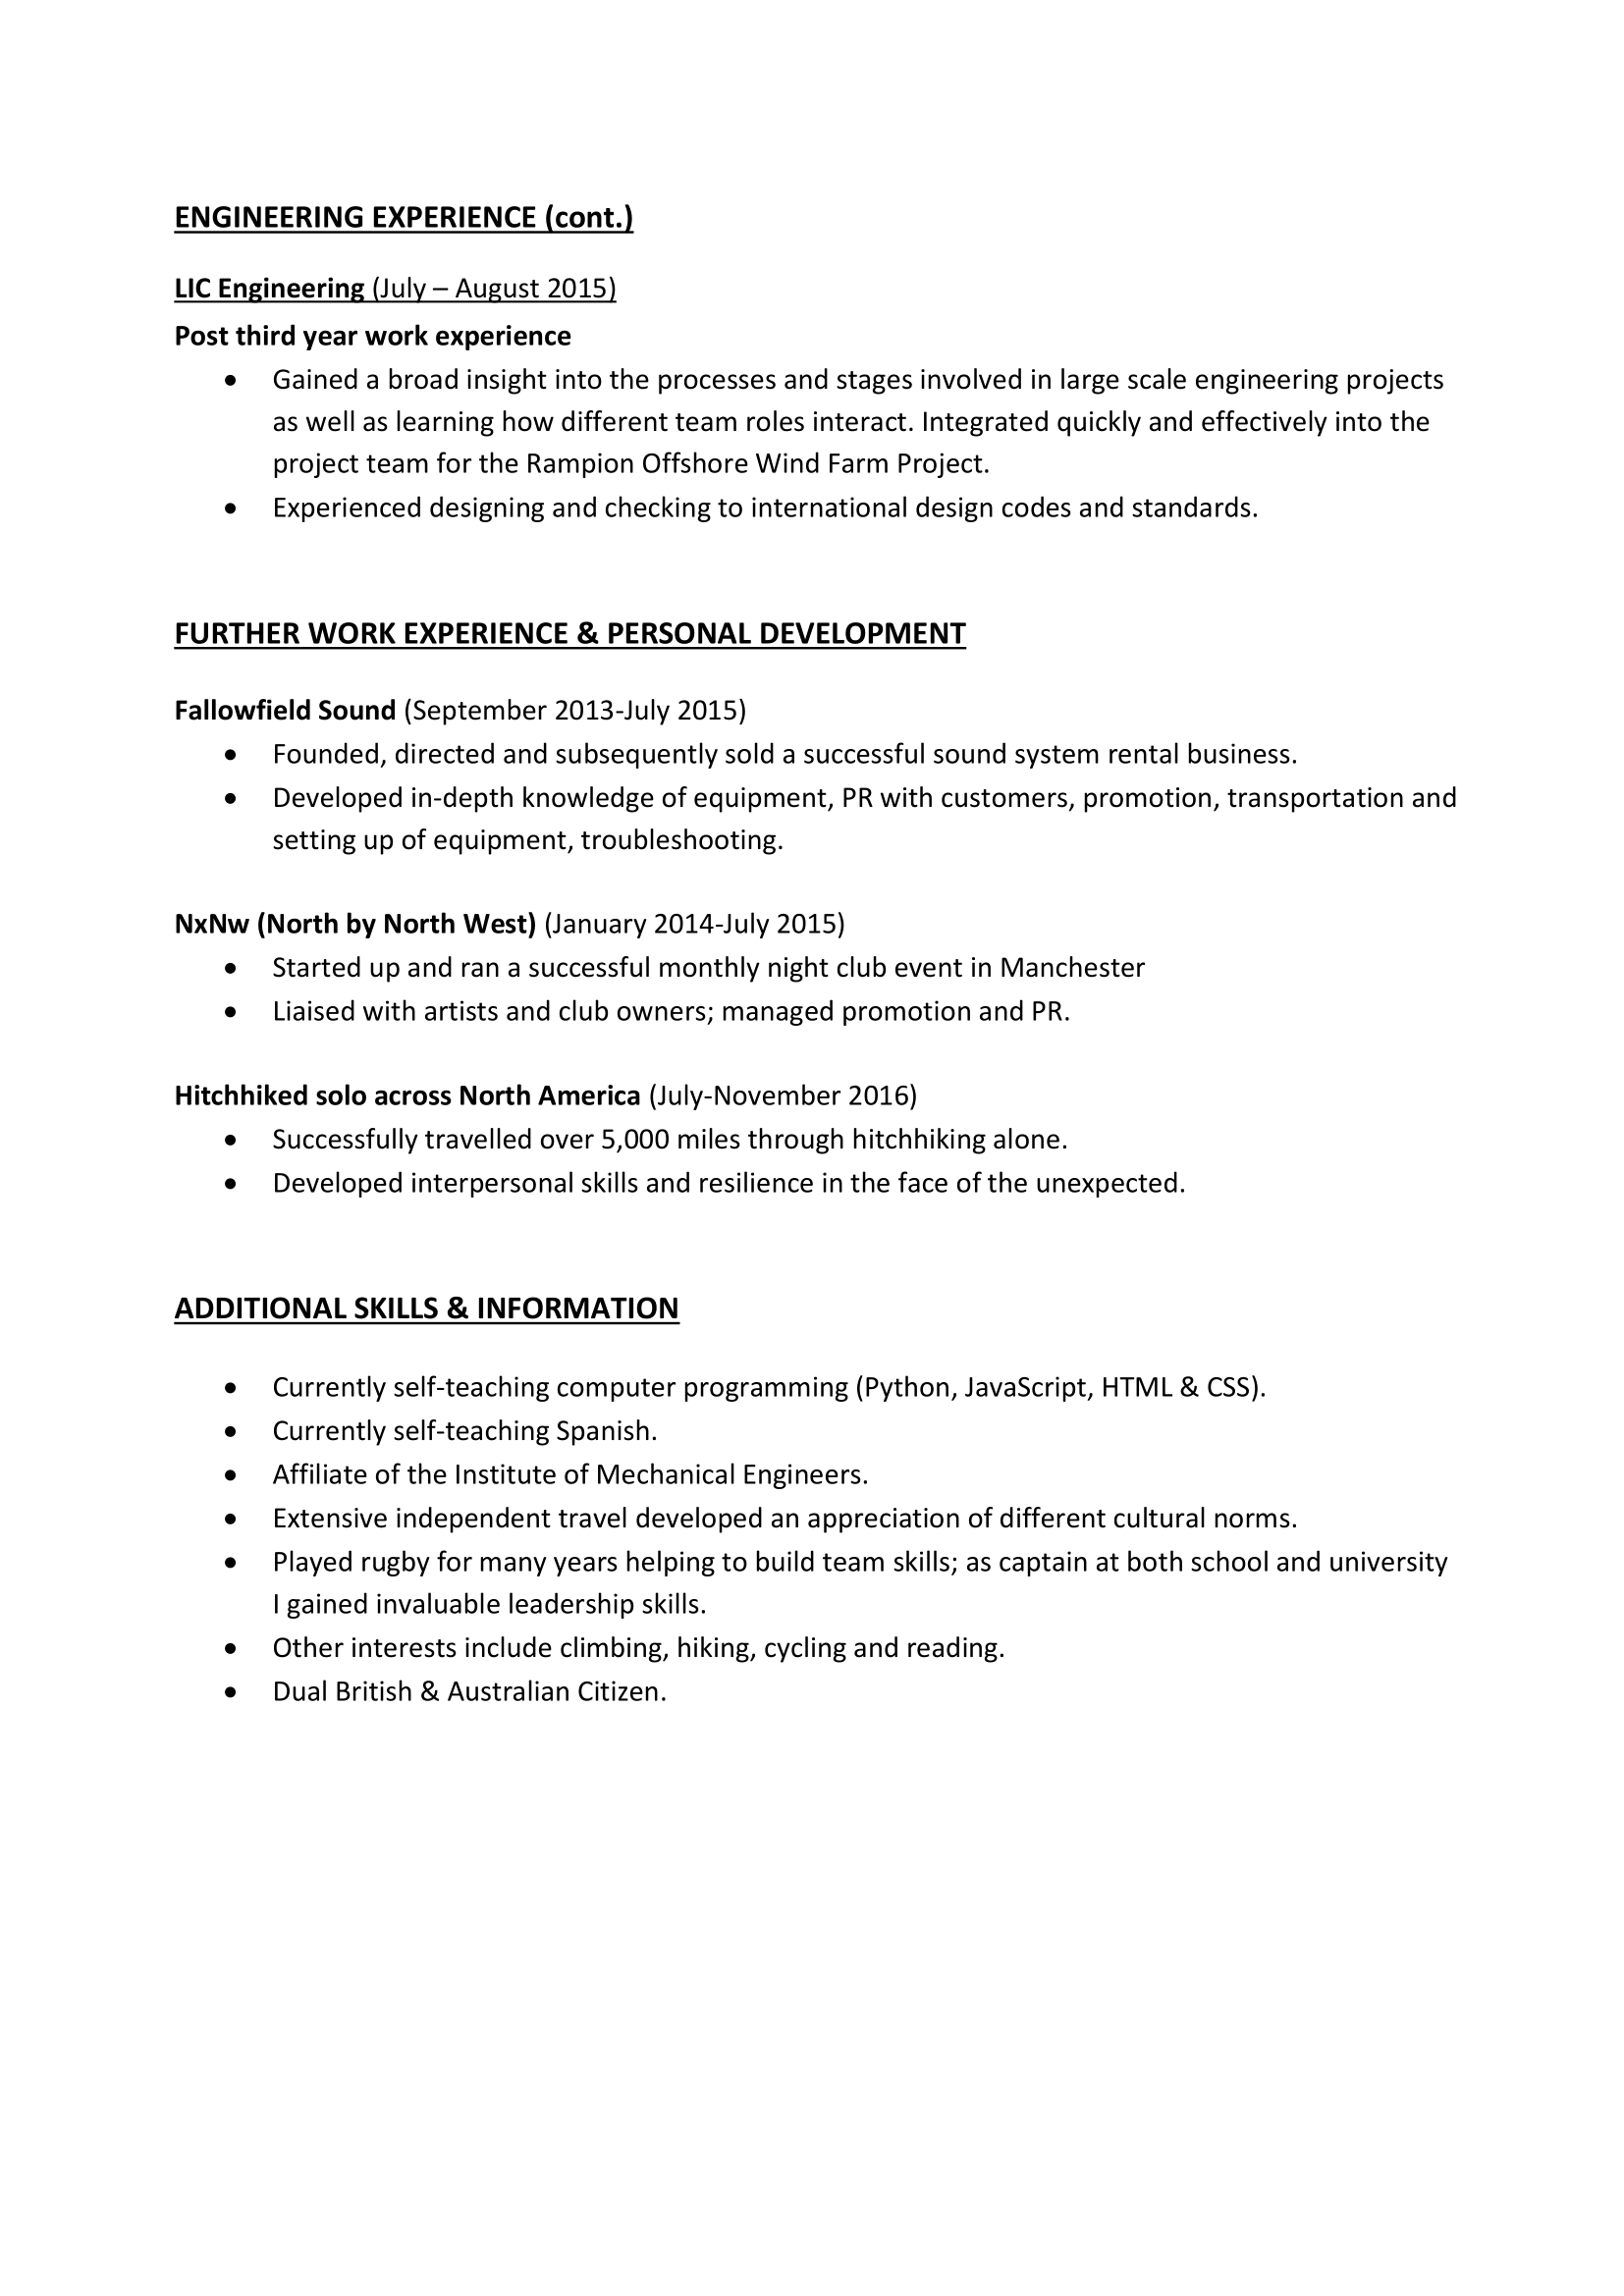 ENGINEERING EXPERIENCE (cont.)
LIC Engineering (July – August 2015)
Post third year work experience
• Gained a broad insight into the processes and stages involved in large scale engineering projects
as well as learning how different team roles interact. Integrated quickly and effectively into the
project team for the Rampion Offshore Wind Farm Project.
• Experienced designing and checking to international design codes and standards.
FURTHER WORK EXPERIENCE & PERSONAL DEVELOPMENT
Fallowfield Sound (September 2013-July 2015)
• Founded, directed and subsequently sold a successful sound system rental business.
• Developed in-depth knowledge of equipment, PR with customers, promotion, transportation and
setting up of equipment, troubleshooting.
NxNw (North by North West) (January 2014-July 2015)
• Started up and ran a successful monthly night club event in Manchester
• Liaised with artists and club owners; managed promotion and PR.
Hitchhiked solo across North America (July-November 2016)
• Successfully travelled over 5,000 miles through hitchhiking alone.
• Developed interpersonal skills and resilience in the face of the unexpected.
ADDITIONAL SKILLS & INFORMATION
• Currently self-teaching computer programming (Python, JavaScript, HTML & CSS).
• Currently self-teaching Spanish.
• Affiliate of the Institute of Mechanical Engineers.
• Extensive independent travel developed an appreciation of different cultural norms.
• Played rugby for many years helping to build team skills; as captain at both school and university
I gained invaluable leadership skills.
• Other interests include climbing, hiking, cycling and reading.
• Dual British & Australian Citizen.